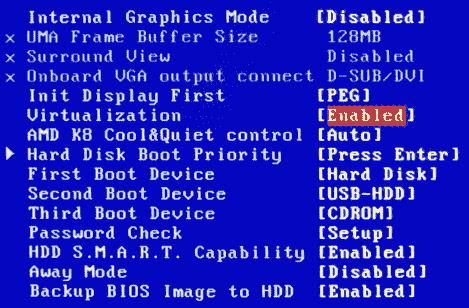 Internal Graphics Mode [Disabled]
x UMA Frame Buffer Size 128MB
x Surround View Disabled
x Onboard VGA output connect D-SUB/DVI
Init Display First [PEG]
Virtualization [Enabled]
AMD K8 Cool&Quiet control [Auto]
Hard Disk Boot Priority [Press Enter]
First Boot Device [Hard Disk]
Second Boot Device [USB-HDD]
Third Boot Device [CDROM]
Password Check [Setup]
HDD S.M.A.R.T. Capability [Enabled]
Away Mode [Disabled]
Backup BIOS Image to HDD [Enabled]